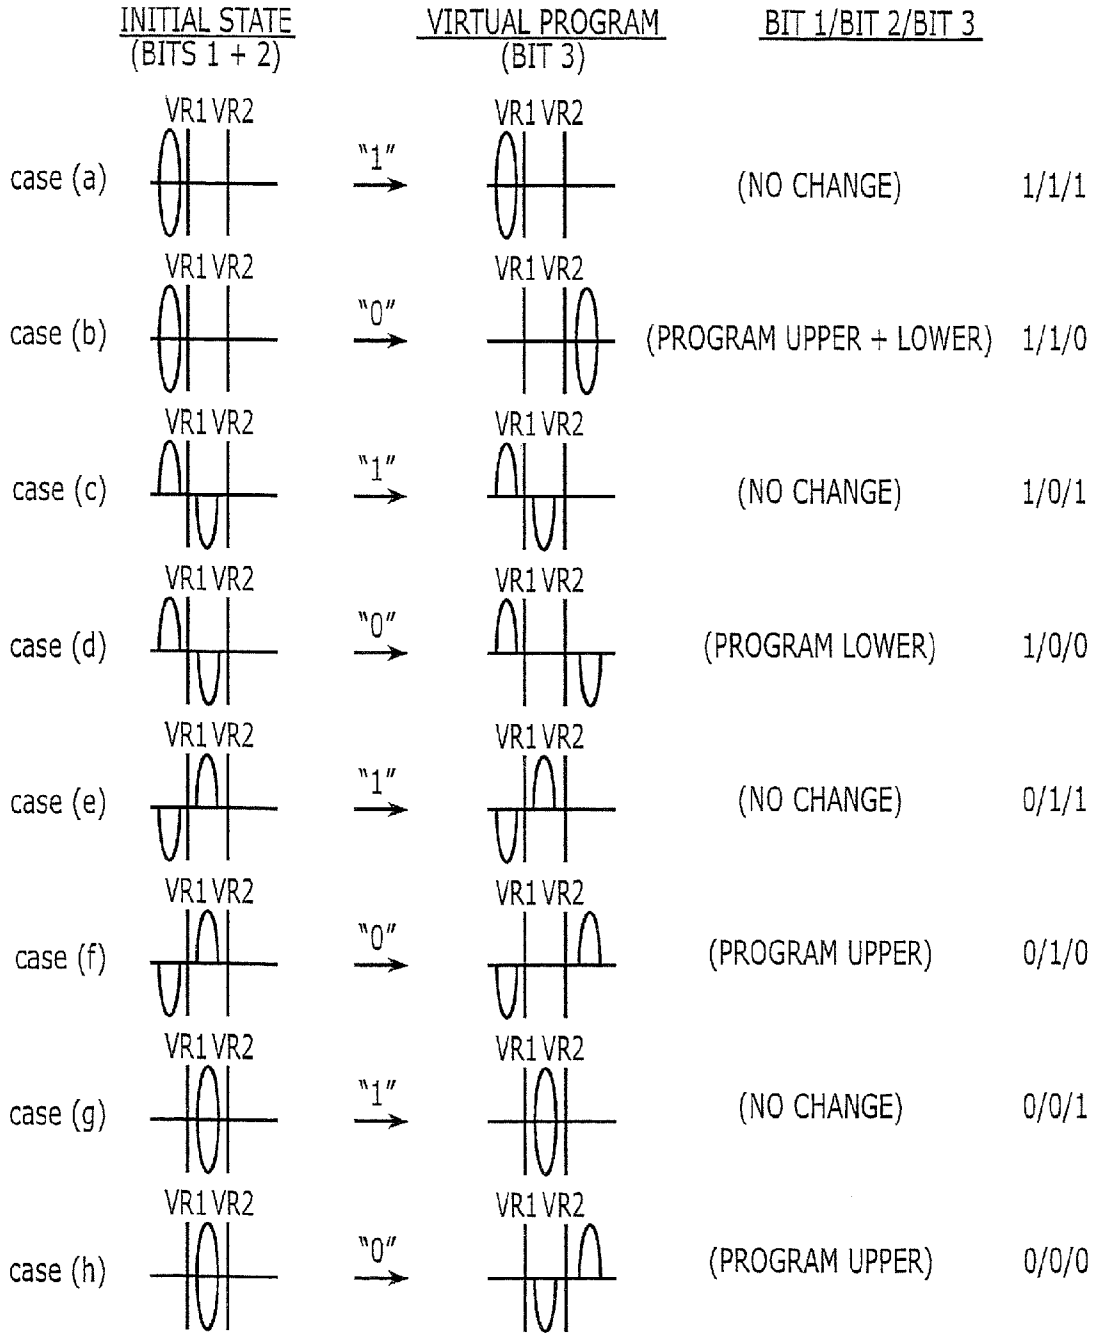 INITIAL STATE VIRTUAL PROGRAM BIT 1/BIT 2/BIT 3
(BITS 1 + 2) (BIT 3)
VR1 VR2 VR1 VR2
case (a) "1" (NO CHANGE) 1/1/1
VR1 VR2 VR1 VR2
case (b) "0" (PROGRAM UPPER + LOWER) 1/1/0
VR1 VR2 VR1 VR2
case (c) "1" (NO CHANGE) 1/0/1
VR1 VR2 VR1 VR2
case (d) "0" (PROGRAM LOWER) 1/0/0
VR1 VR2 VR1 VR2
case (e) "1" (NO CHANGE) 0/1/1
VR1 VR2 VR1 VR2
case (f) "0" (PROGRAM UPPER) 0/1/0
VR1 VR2 VR1 VR2
case (g) "1" (NO CHANGE) 0/0/1
VR1 VR2 VR1 VR2
case (h) "0" (PROGRAM UPPER) 0/0/0